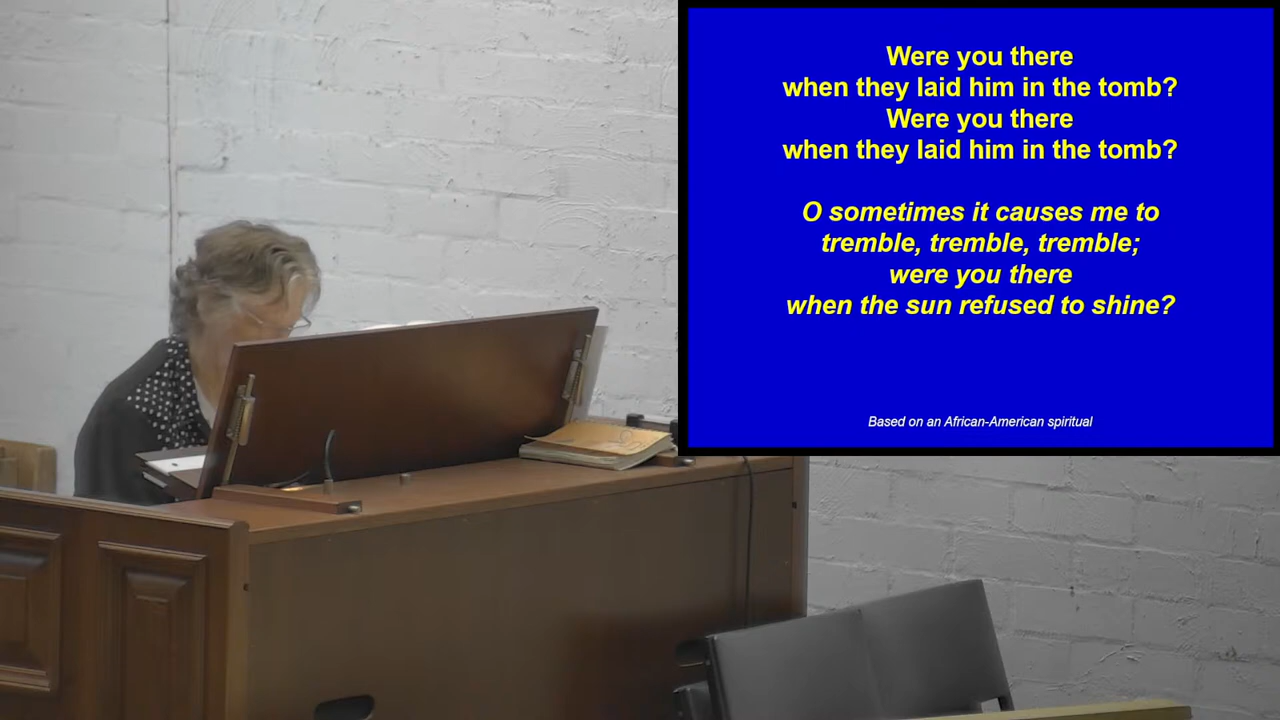 Were you there
when they laid him in the tomb?
Were you there
when they laid him in the tomb?
O sometimes it causes me to
tremble, tremble, tremble;
were you there
when the sun refused to shine?
Based on an African-American spiritual